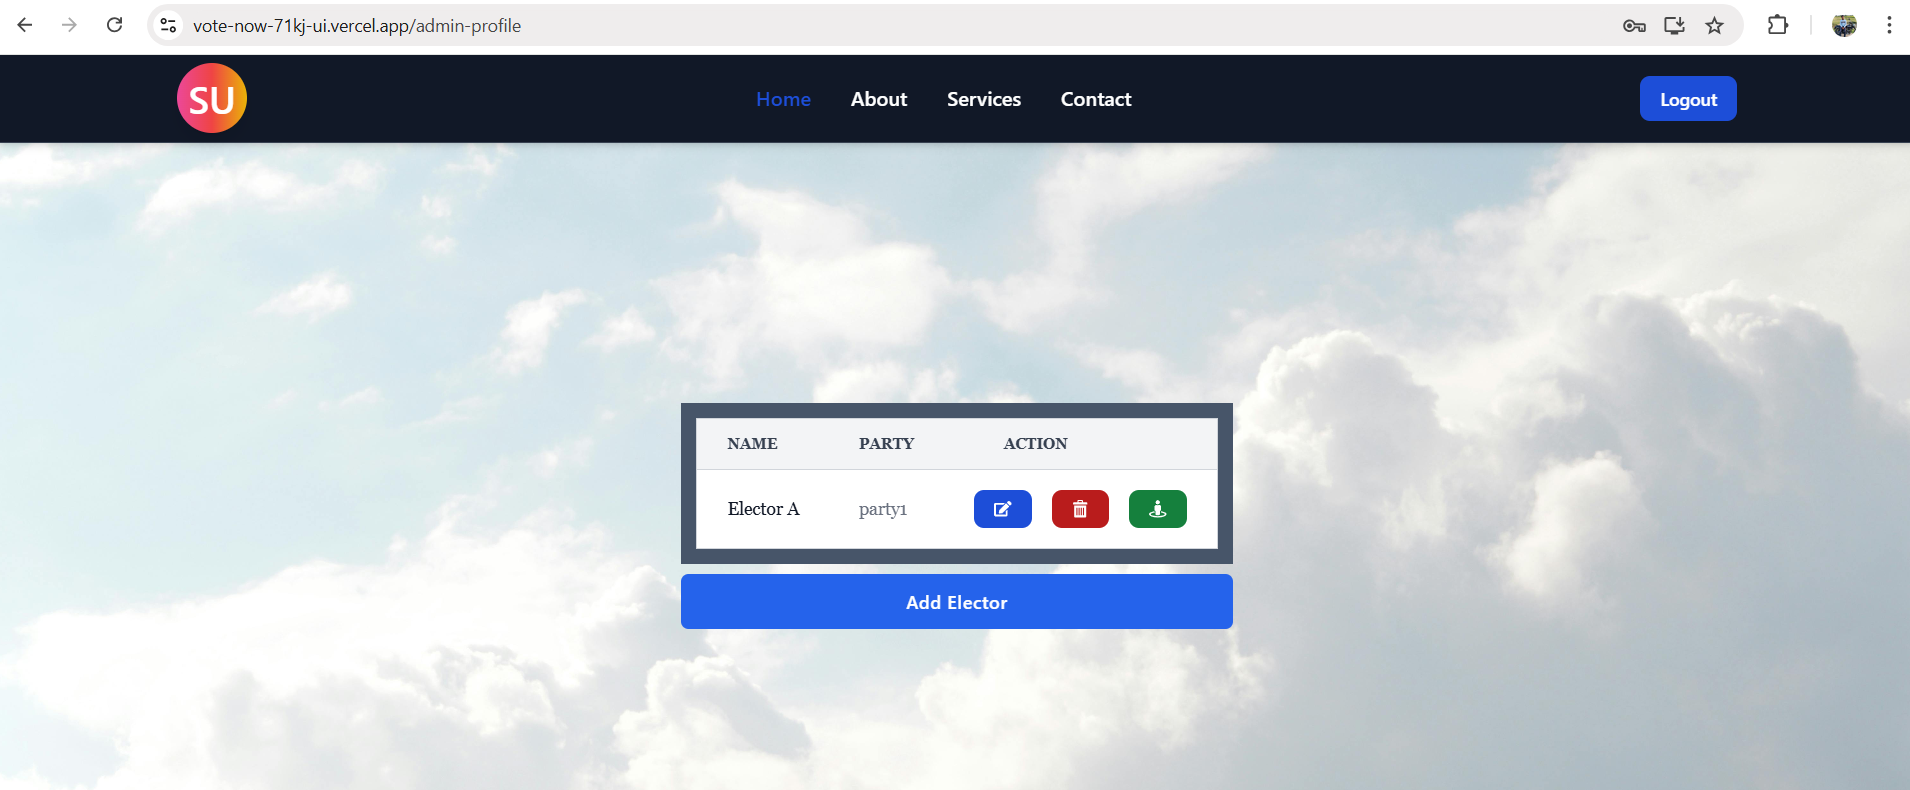 vote-now-71kj-ui.vercel.app/admin-profile
SU
Home About Services Contact
Logout
NAME PARTY ACTION
Elector A party1
Add Elector